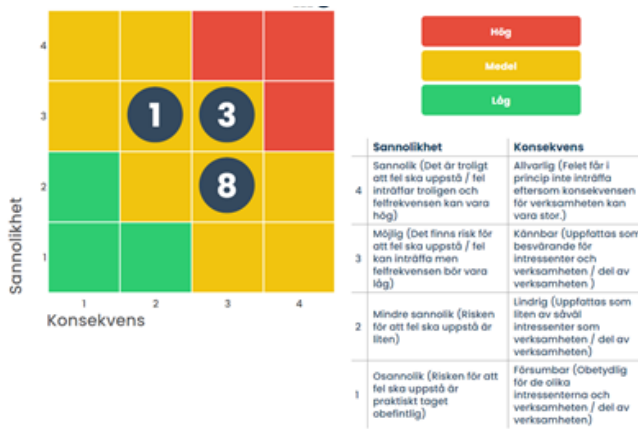 4
3
2
1
Sannolikhet
1
3
8
1
2
3
4
Konsekvens
Hög
Medel
Låg
Sannolikhet
Konsekvens
4
Sannolik (Det är troligt
att fel ska uppstå / fel
inträffar troligen och
felfrekvensen kan vara
hög)
Allvarlig (Felet får i
princip inte inträffa
eftersom konsekvensen
för verksamheten kan
vara stor.)
3
Möjlig (Det finns risk för
att fel ska uppstå / fel
kan inträffa men
felfrekvensen bör vara
låg)
Kännbar (Uppfattas som
besvärande för
intressenter och
verksamheten / del av
verksamheten )
2
Mindre sannolik (Risken
för att fel ska uppstå är
liten)
Lindrig (Uppfattas som
liten av såväl
intressenter som
verksamheten / del av
verksamheten)
1
Osannolik (Risken för att
fel ska uppstå är
praktiskt taget
obefintlig)
Försumbar (Obetydlig
för de olika
intressenterna och
verksamheten / del av
verksamheten)